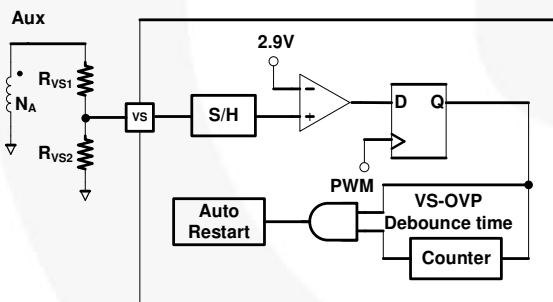 Aux
2.9V
RVS1
NA
VS
S/H
D Q
RVS2
PWM
VS-OVP
Debounce time
Auto
Restart
Counter